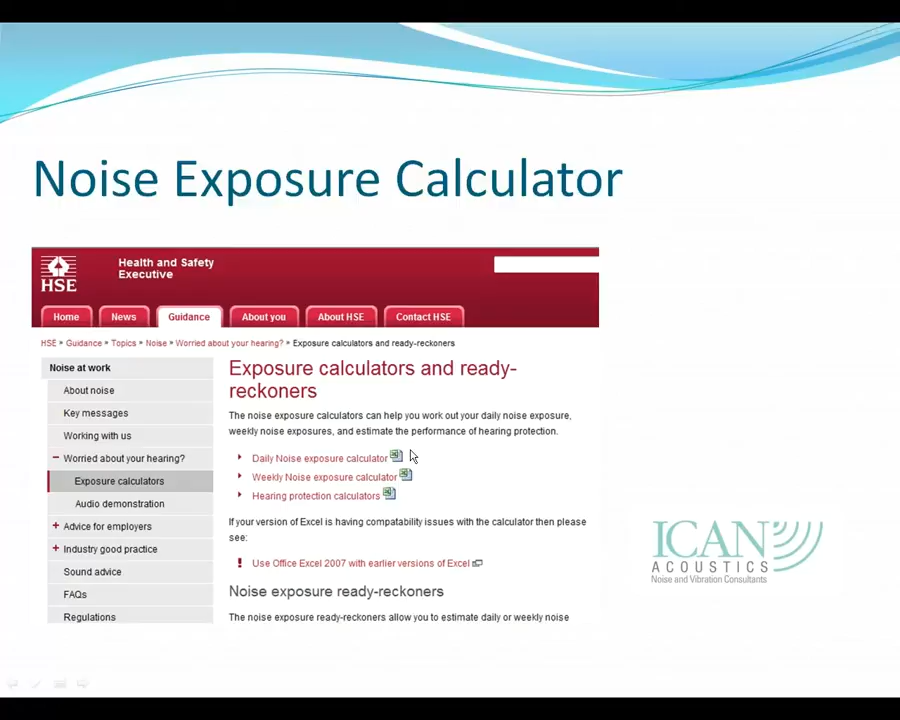 Noise Exposure Calculator
HSE
Health and Safety
Executive
Home News Guidance About you About HSE Contact HSE
HSE » Guidance » Topics » Noise » Worried about your hearing? » Exposure calculators and ready-reckoners
Noise at work
About noise
Key messages
Working with us
− Worried about your hearing?
Exposure calculators
Audio demonstration
+ Advice for employers
+ Industry good practice
Sound advice
FAQs
Regulations
Exposure calculators and ready-
reckoners
The noise exposure calculators can help you work out your daily noise exposure,
weekly noise exposures, and estimate the performance of hearing protection.
Daily Noise exposure calculator
Weekly Noise exposure calculator
Hearing protection calculators
If your version of Excel is having compatability issues with the calculator then please
see:
! Use Office Excel 2007 with earlier versions of Excel
Noise exposure ready-reckoners
The noise exposure ready-reckoners allow you to estimate daily or weekly noise
ICAN
ACOUSTICS
Noise and Vibration Consultants